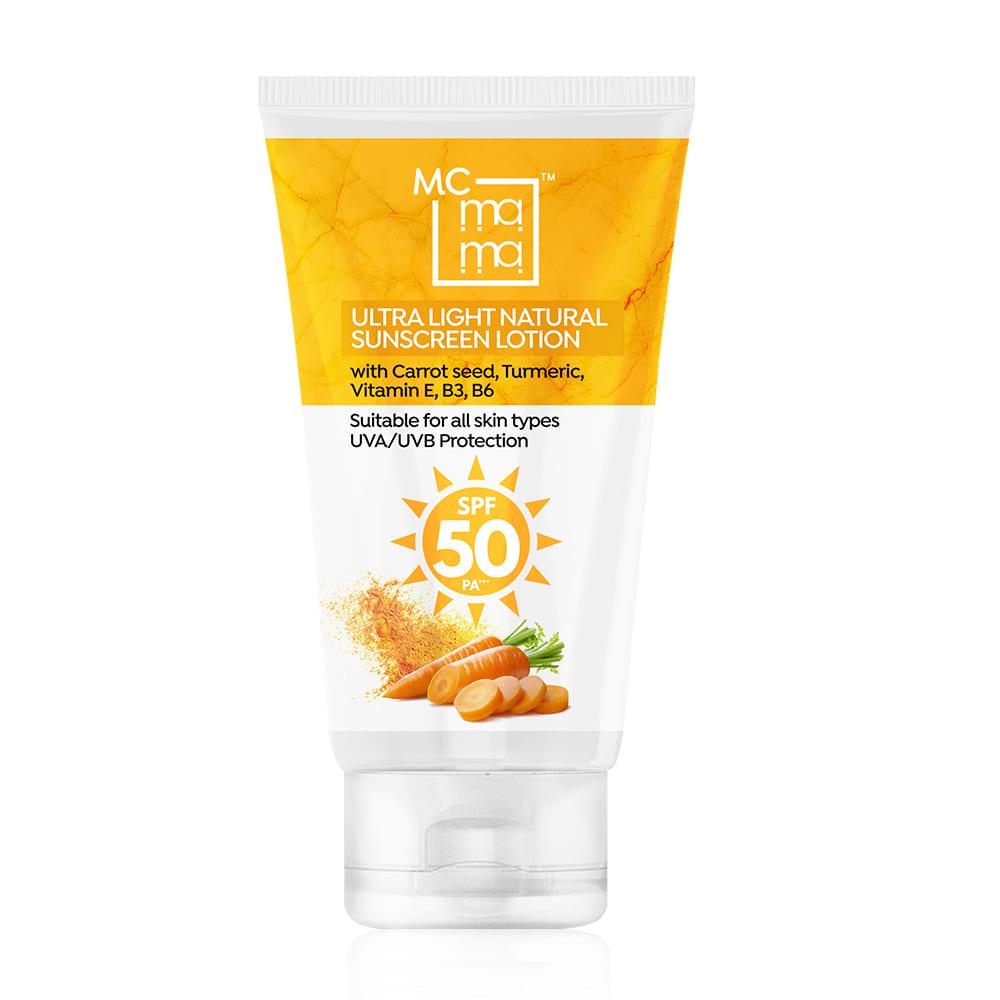 MC
ma
ma
™
ULTRA LIGHT NATURAL
SUNSCREEN LOTION
with Carrot seed, Turmeric,
Vitamin E, B3, B6
Suitable for all skin types
UVA/UVB Protection
SPF
50
PA+++